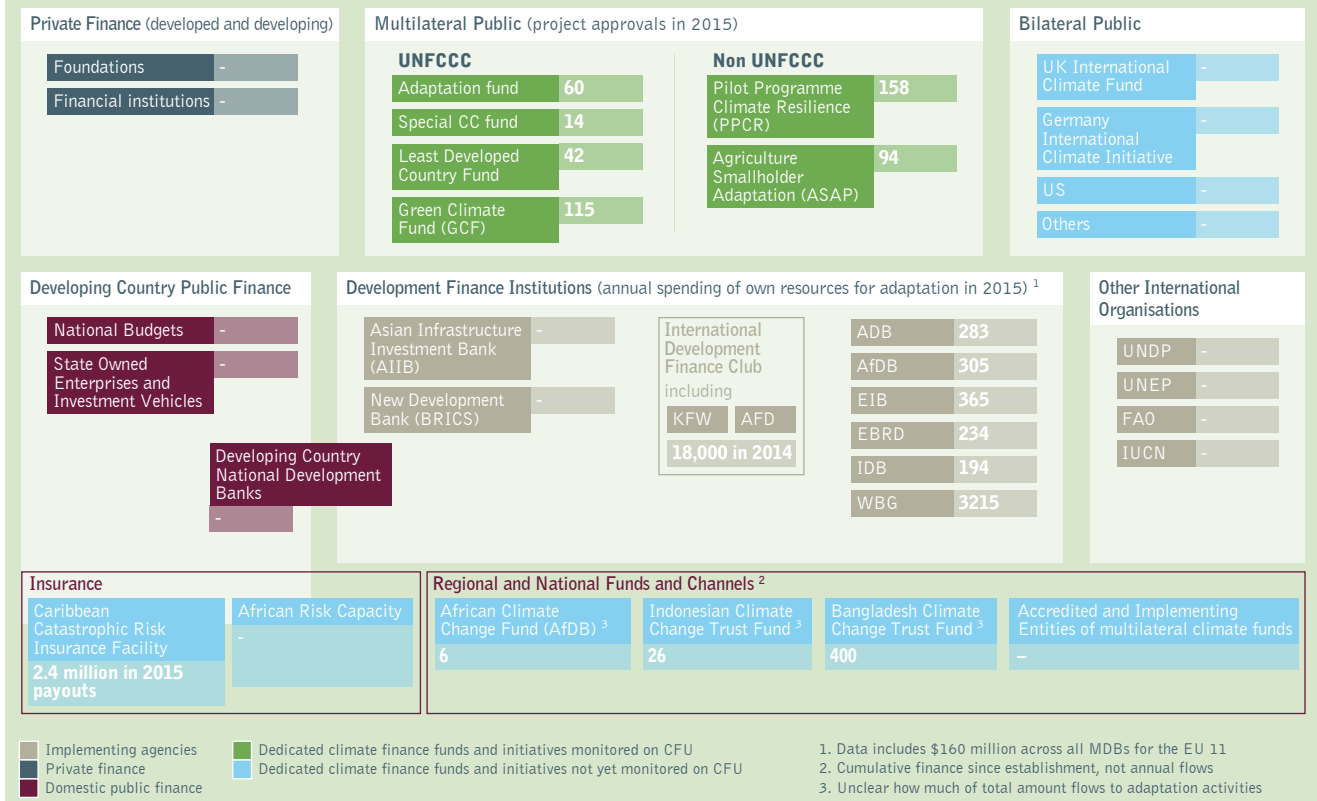 Private Finance (developed and developing)
Foundations -
Financial institutions -
Multilateral Public (project approvals in 2015)
UNFCCC
Adaptation fund 60
Special CC fund 14
Least Developed 42
Country Fund
Green Climate 115
Fund (GCF)
Non UNFCCC
Pilot Programme 158
Climate Resilience
(PPCR)
Agriculture 94
Smallholder
Adaptation (ASAP)
Bilateral Public
UK International -
Climate Fund
Germany -
International
Climate Initiative
US -
Others -
Developing Country Public Finance
National Budgets -
State Owned -
Enterprises and
Investment Vehicles
Developing Country
National Development
Banks
-
Development Finance Institutions (annual spending of own resources for adaptation in 2015) 1
Asian Infrastructure -
Investment Bank
(AIIB)
New Development -
Bank (BRICS)
International
Development
Finance Club
including
KFW AFD
18,000 in 2014
ADB 283
AfDB 305
EIB 365
EBRD 234
IDB 194
WBG 3215
Other International
Organisations
UNDP -
UNEP -
FAO -
IUCN -
Insurance
Caribbean
Catastrophic Risk
Insurance Facility
2.4 million in 2015
payouts
African Risk Capacity
-
Regional and National Funds and Channels 2
African Climate
Change Fund (AfDB) 3
6
Indonesian Climate
Change Trust Fund 3
26
Bangladesh Climate
Change Trust Fund 3
400
Accredited and Implementing
Entities of multilateral climate funds
–
Implementing agencies
Private finance
Domestic public finance
Dedicated climate finance funds and initiatives monitored on CFU
Dedicated climate finance funds and initiatives not yet monitored on CFU
1. Data includes $160 million across all MDBs for the EU 11
2. Cumulative finance since establishment, not annual flows
3. Unclear how much of total amount flows to adaptation activities